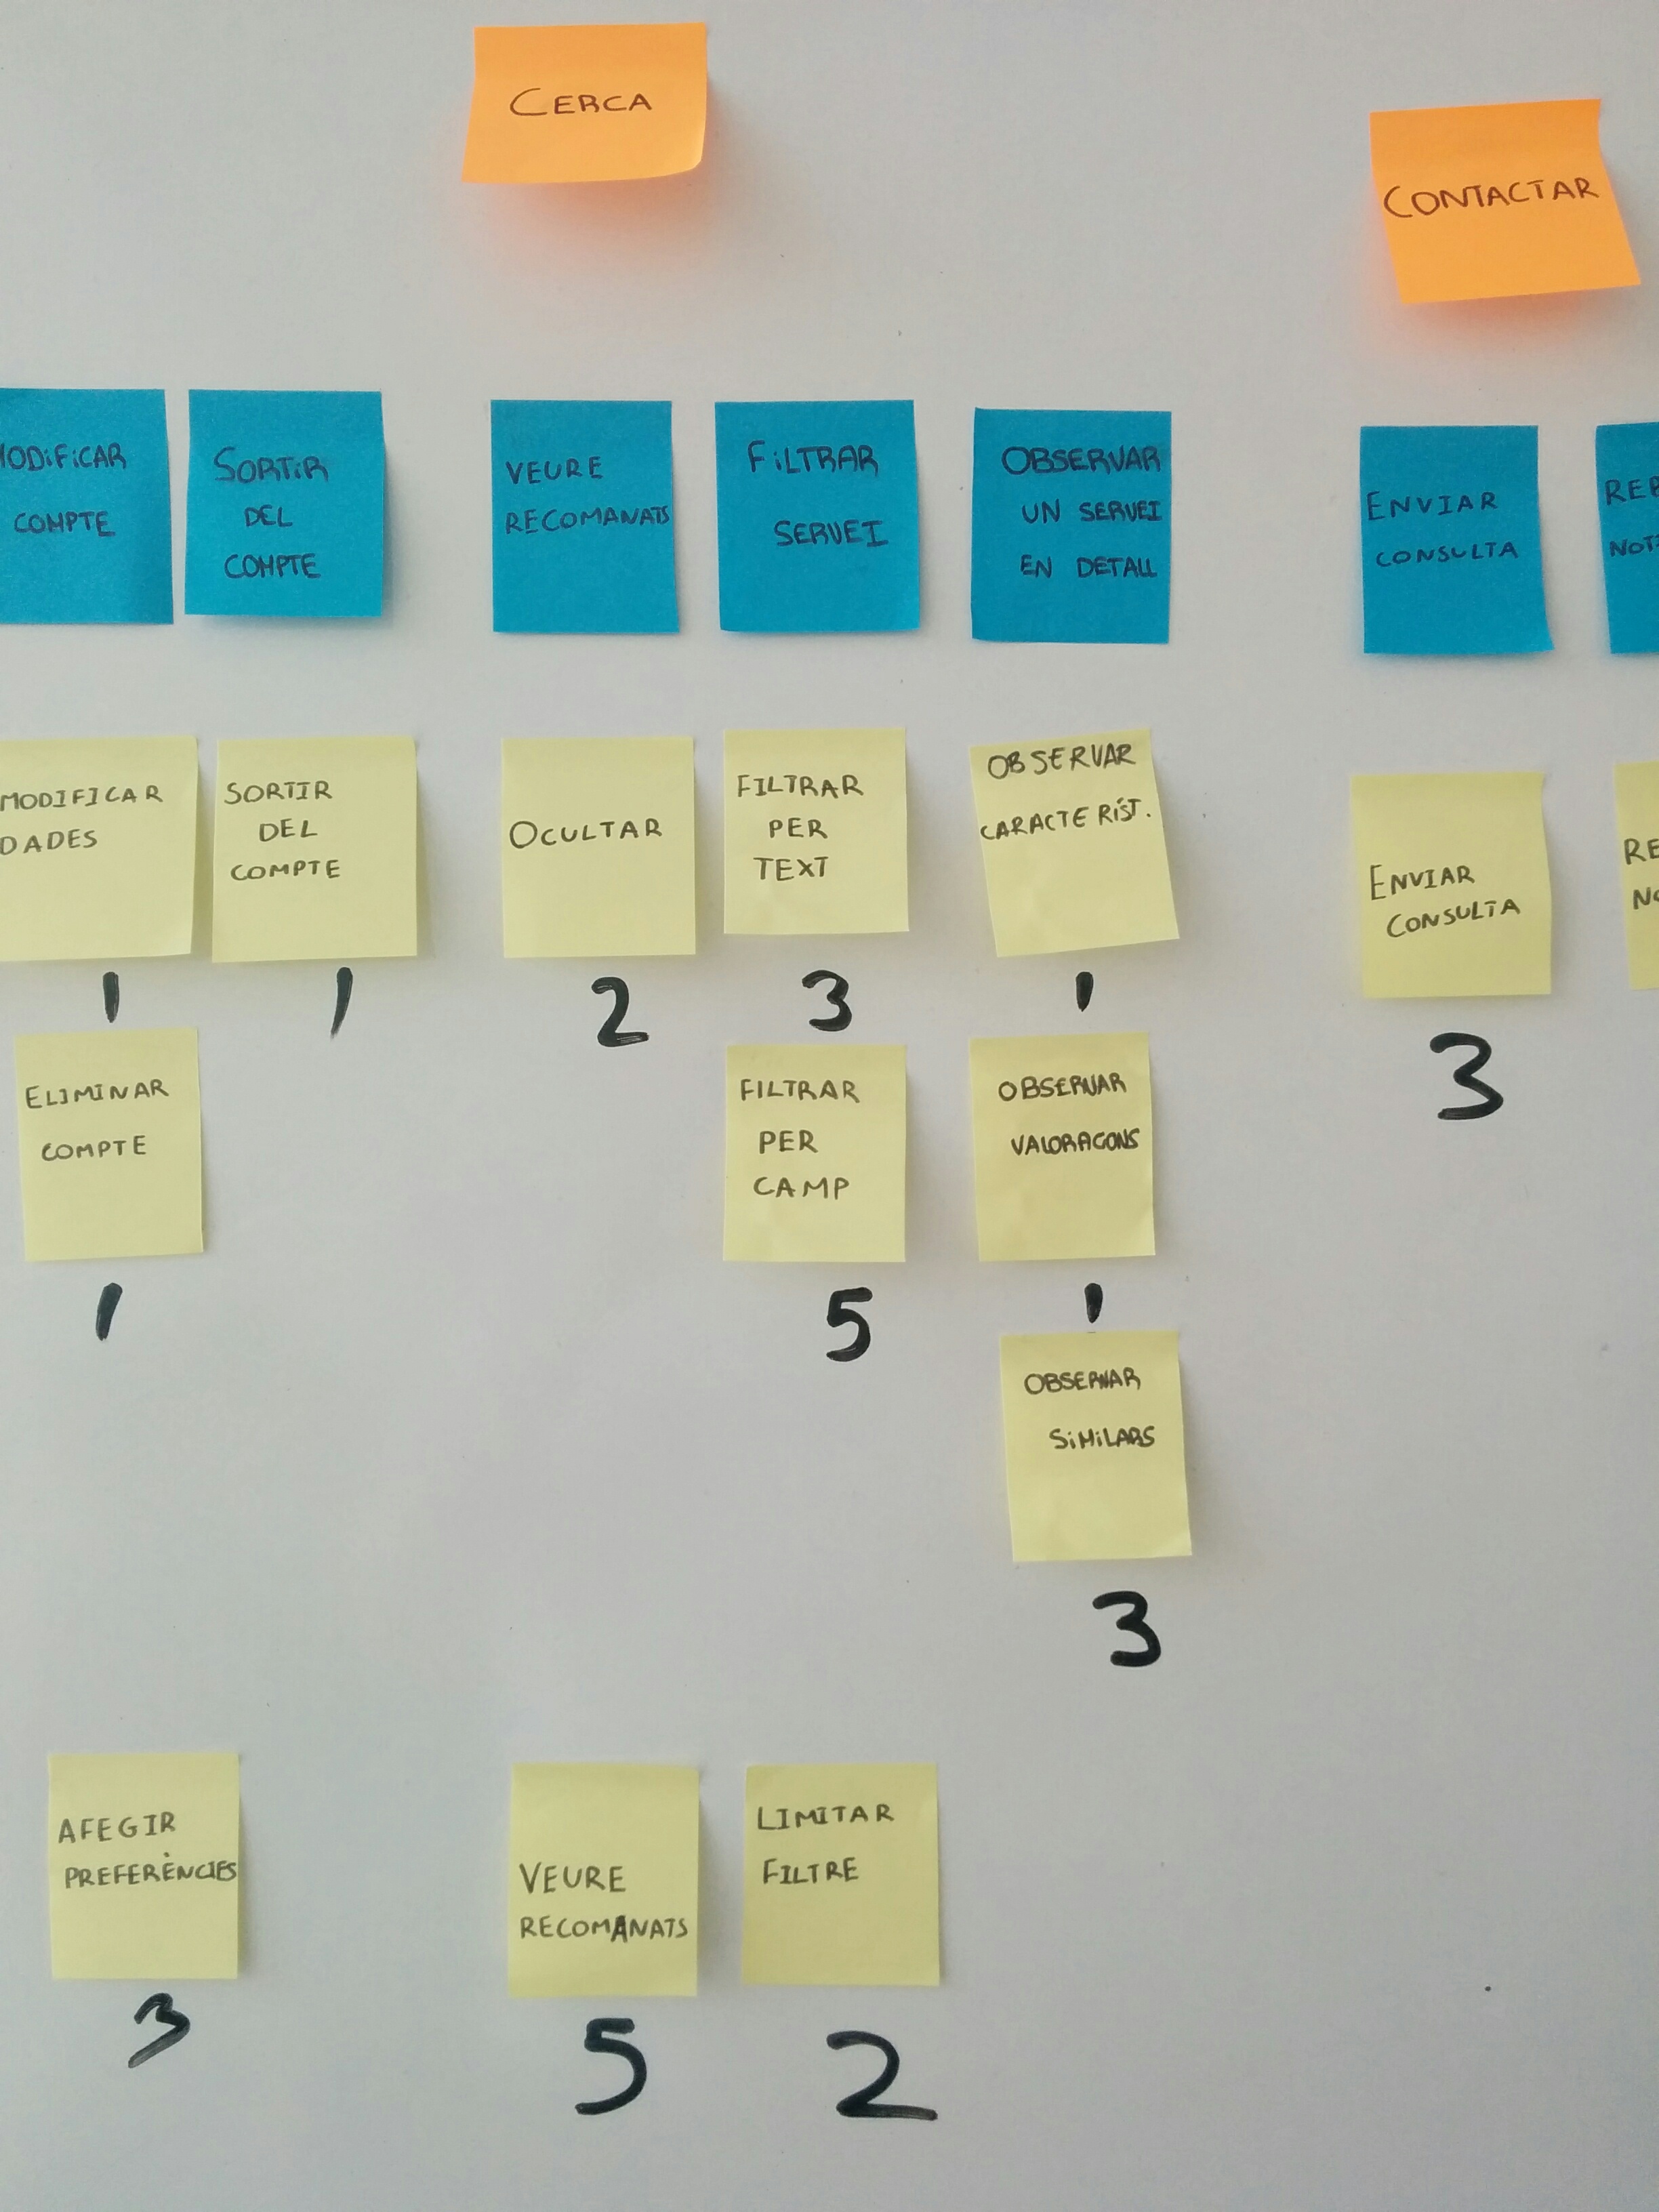 CERCA
CONTACTAR
MODIFICAR
COMPTE
SORTIR
DEL
COMPTE
VEURE
RECOMANATS
FILTRAR
SERVEI
OBSERVAR
UN SERVEI
EN DETALL
ENVIAR
CONSULTA
MODIFICAR
DADES
1
SORTIR
DEL
COMPTE
1
OCULTAR
2
FILTRAR
PER
TEXT
3
OBSERVAR
CARACTERÍST.
1
ENVIAR
CONSULTA
3
ELIMINAR
COMPTE
1
FILTRAR
PER
CAMP
5
OBSERVAR
1
OBSERVAR
SIMILARS
3
AFEGIR
PREFERÈNCIES
3
VEURE
RECOMANATS
5
LIMITAR
FILTRE
2